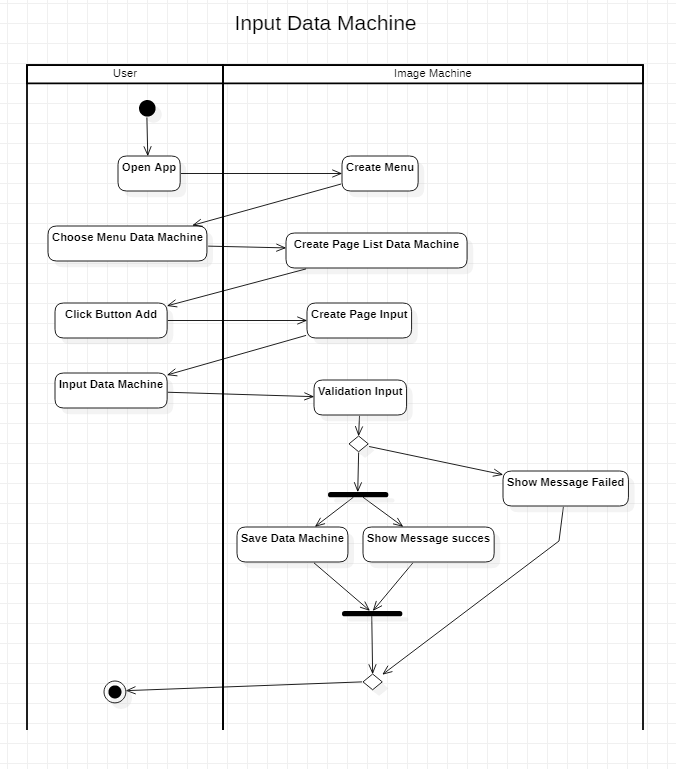 Input Data Machine
User
Image Machine
Open App
Create Menu
Choose Menu Data Machine
Create Page List Data Machine
Click Button Add
Create Page Input
Input Data Machine
Validation Input
Show Message Failed
Save Data Machine
Show Message succes